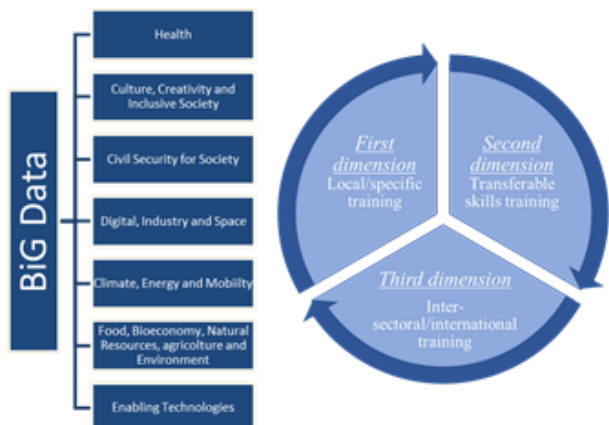 BiG Data
Health
Culture, Creativity and
Inclusive Society
Civil Security for Society
Digital, Industry and Space
Climate, Energy and Mobiilty
Food, Bioeconomy, Natural
Resources, agricolture and
Environment
Enabling Technologies
First
dimension
Local/specific
training
Second
dimension
Transferable
skills training
Third dimension
Inter-
sectoral/international
training